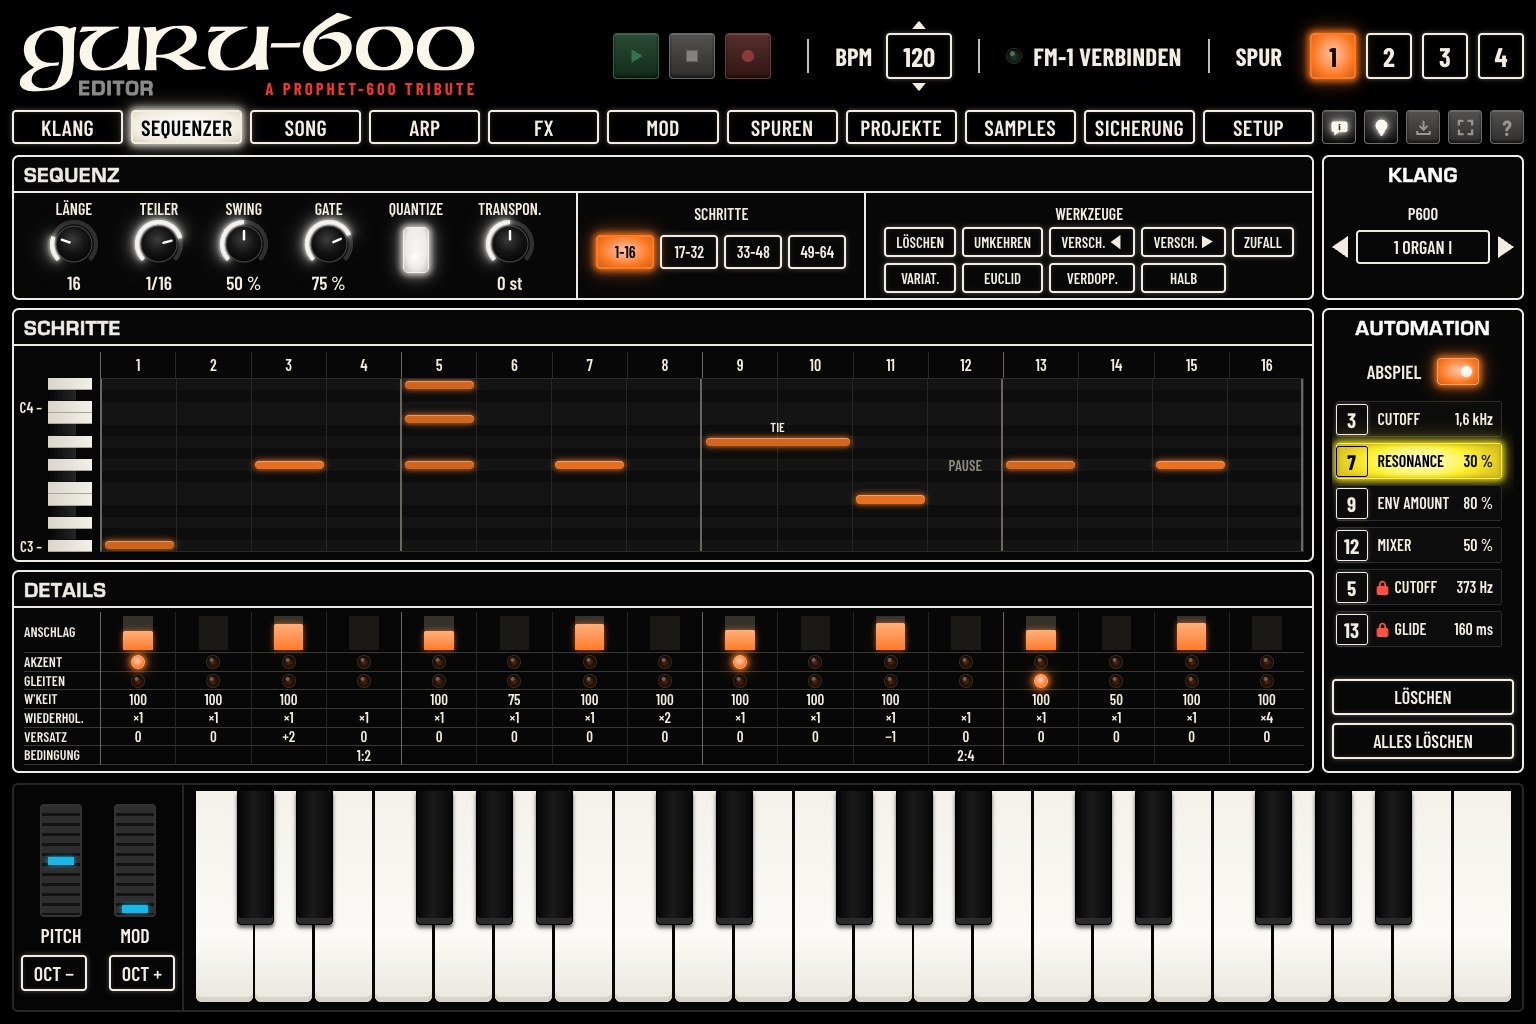 guru-600
EDITOR
A PROPHET-600 TRIBUTE
BPM 120
FM-1 VERBINDEN
SPUR 1 2 3 4
KLANG SEQUENZER SONG ARP FX MOD SPUREN PROJEKTE SAMPLES SICHERUNG SETUP ?
SEQUENZ
LÄNGE TEILER SWING GATE QUANTIZE TRANSPON.
16 1/16 50 % 75 % 0 st
SCHRITTE
1-16 17-32 33-48 49-64
WERKZEUGE
LÖSCHEN UMKEHREN VERSCH. ◀ VERSCH. ▶ ZUFALL
VARIAT. EUCLID VERDOPP. HALB
KLANG
P600
1 ORGAN I
SCHRITTE
1 2 3 4 5 6 7 8 9 10 11 12 13 14 15 16
C4 –
TIE
PAUSE
C3 –
AUTOMATION
ABSPIEL
3 CUTOFF 1,6 kHz
7 RESONANCE 30 %
9 ENV AMOUNT 80 %
12 MIXER 50 %
5 CUTOFF 373 Hz
13 GLIDE 160 ms
LÖSCHEN
ALLES LÖSCHEN
DETAILS
ANSCHLAG
AKZENT
GLEITEN
W'KEIT 100 100 100 100 75 100 100 100 100 100 100 50 100 100
WIEDERHOL. ×1 ×1 ×1 ×1 ×1 ×1 ×1 ×2 ×1 ×1 ×1 ×1 ×1 ×1 ×1 ×4
VERSATZ 0 0 +2 0 0 0 0 0 0 0 −1 0 0 0 0 0
BEDINGUNG 1:2 2:4
PITCH MOD
OCT – OCT +